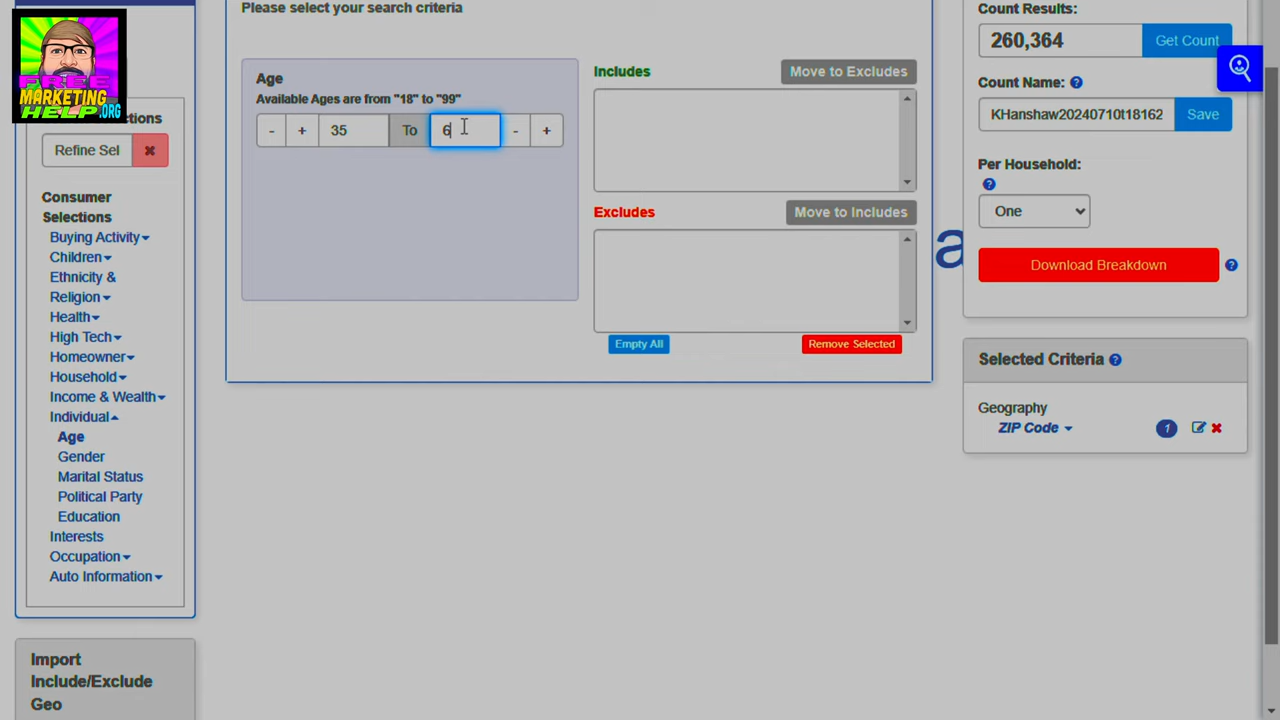 Please select your search criteria
FREE
MARKETING
HELP.ORG
ctions
Refine Sel
Consumer
Selections
Buying Activity
Children
Ethnicity &
Religion
Health
High Tech
Homeowner
Household
Income & Wealth
Individual
Age
Gender
Marital Status
Political Party
Education
Interests
Occupation
Auto Information
Import
Include/Exclude
Geo
Age
Available Ages are from "18" to "99"
- + 35 To 6 - +
Includes
Move to Excludes
Excludes
Move to Includes
Empty All
Remove Selected
a
Count Results:
260,364
Get Count
Count Name:
KHanshaw20240710t18162
Save
Per Household:
One
Download Breakdown
Selected Criteria
Geography
ZIP Code
1